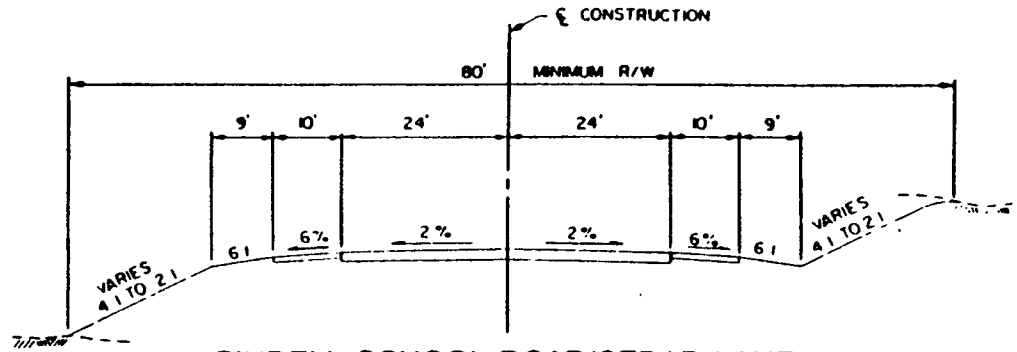 ℄ CONSTRUCTION
80' MINIMUM R/W
9' 10' 24' 24' 10' 9'
VARIES
4:1 TO 2:1
6:1 6% 2% 2% 6% 6:1
VARIES
4:1 TO 2:1